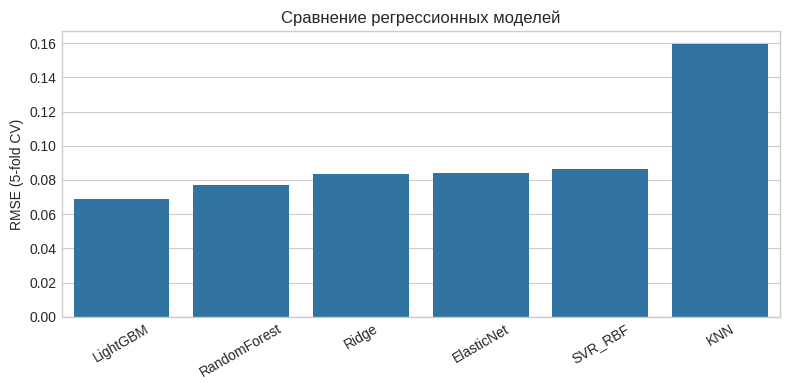 Сравнение регрессионных моделей
RMSE (5-fold CV)
0.16
0.14
0.12
0.10
0.08
0.06
0.04
0.02
0.00
LightGBM
RandomForest
Ridge
ElasticNet
SVR_RBF
KNN